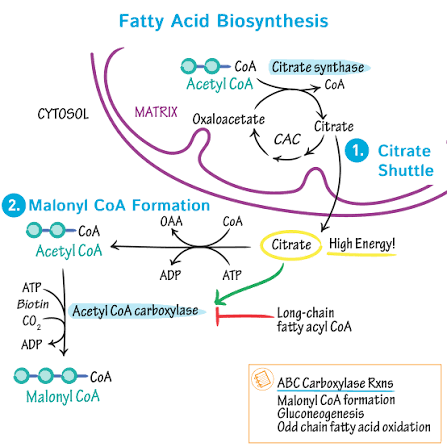 Fatty Acid Biosynthesis
CoA
Acetyl CoA
Citrate synthase
CoA
CYTOSOL
MATRIX
Oxaloacetate
CAC
Citrate
1. Citrate
Shuttle
2. Malonyl CoA Formation
CoA
Acetyl CoA
OAA
CoA
ADP
ATP
Citrate
High Energy!
ATP
Biotin
CO2
ADP
Acetyl CoA carboxylase
Long-chain
fatty acyl CoA
CoA
Malonyl CoA
ABC Carboxylase Rxns
Malonyl CoA formation
Gluconeogenesis
Odd chain fatty acid oxidation